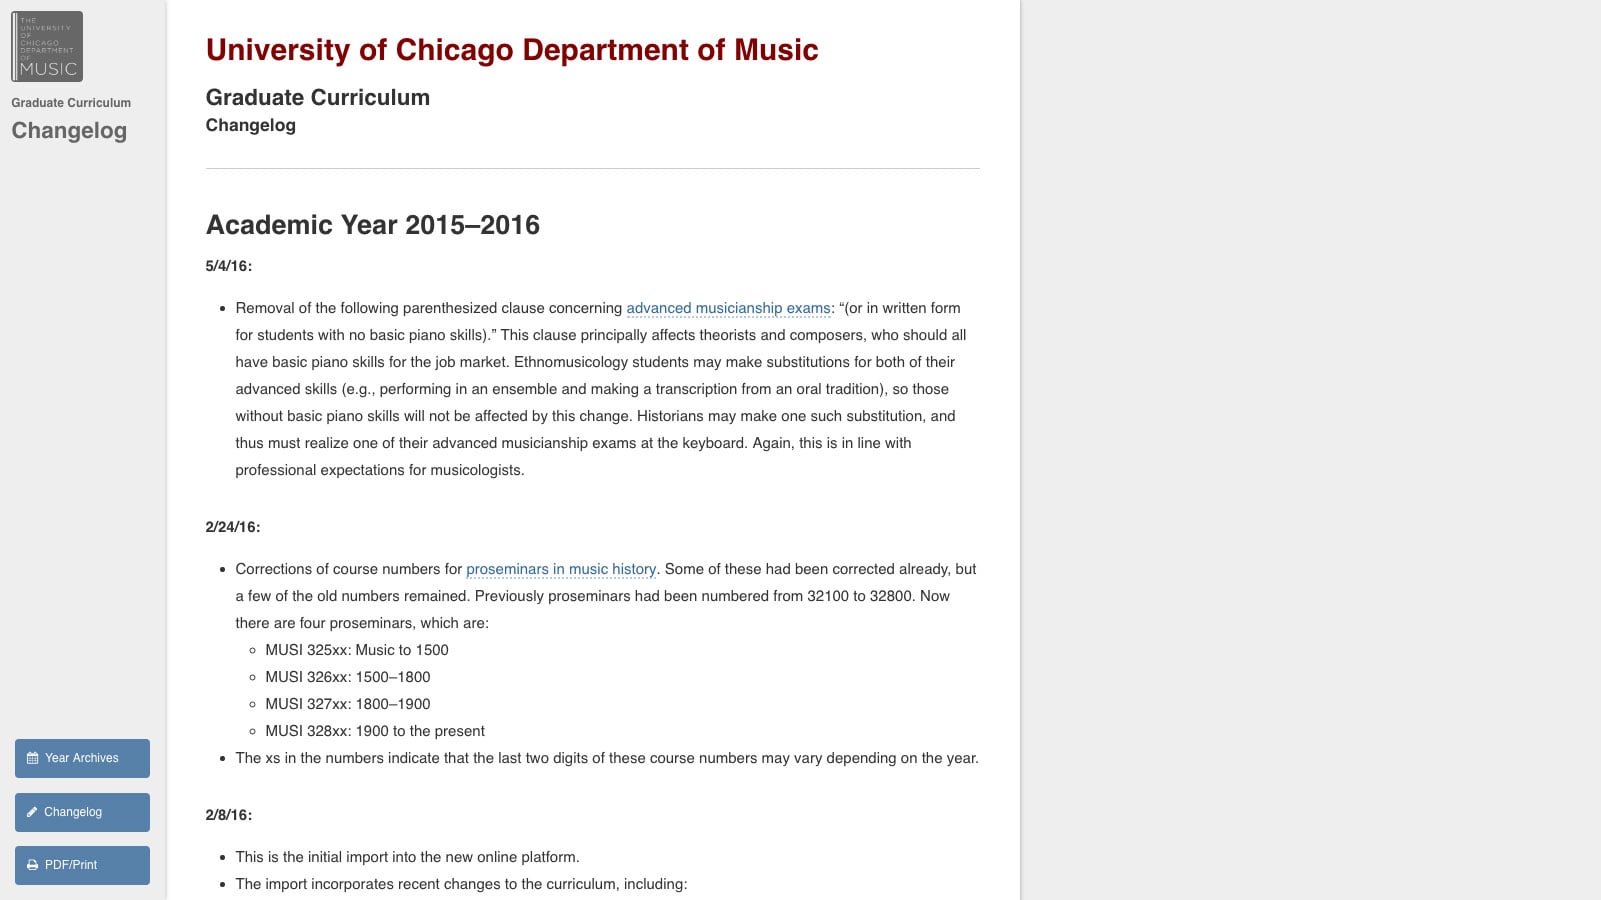 THE
UNIVERSITY
OF
CHICAGO
DEPARTMENT
OF
MUSIC
Graduate Curriculum
Changelog
University of Chicago Department of Music
Graduate Curriculum
Changelog
Academic Year 2015–2016
5/4/16:
• Removal of the following parenthesized clause concerning advanced musicianship exams: “(or in written form
for students with no basic piano skills).” This clause principally affects theorists and composers, who should all
have basic piano skills for the job market. Ethnomusicology students may make substitutions for both of their
advanced skills (e.g., performing in an ensemble and making a transcription from an oral tradition), so those
without basic piano skills will not be affected by this change. Historians may make one such substitution, and
thus must realize one of their advanced musicianship exams at the keyboard. Again, this is in line with
professional expectations for musicologists.
2/24/16:
• Corrections of course numbers for proseminars in music history. Some of these had been corrected already, but
a few of the old numbers remained. Previously proseminars had been numbered from 32100 to 32800. Now
there are four proseminars, which are:
◦ MUSI 325xx: Music to 1500
◦ MUSI 326xx: 1500–1800
◦ MUSI 327xx: 1800–1900
◦ MUSI 328xx: 1900 to the present
• The xs in the numbers indicate that the last two digits of these course numbers may vary depending on the year.
2/8/16:
• This is the initial import into the new online platform.
• The import incorporates recent changes to the curriculum, including:
Year Archives
Changelog
PDF/Print